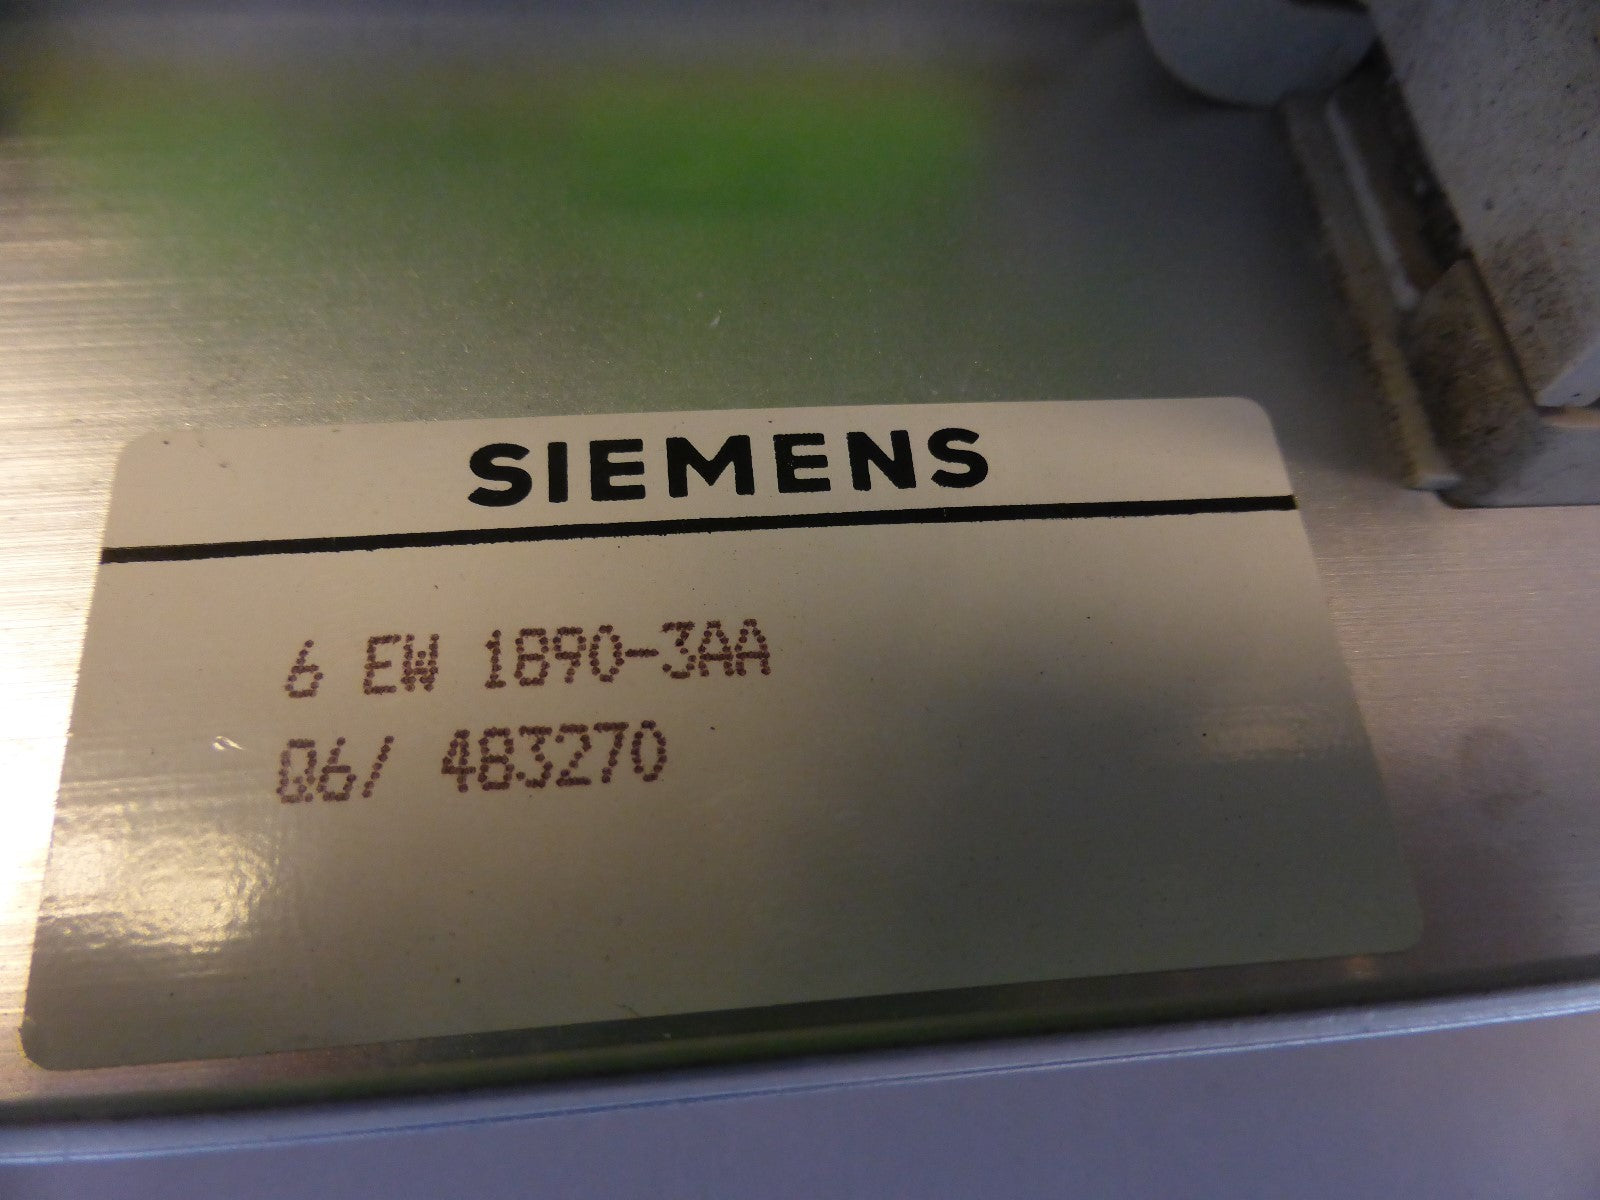 SIEMENS
6 EW 1890-3AA
Q6/ 483270